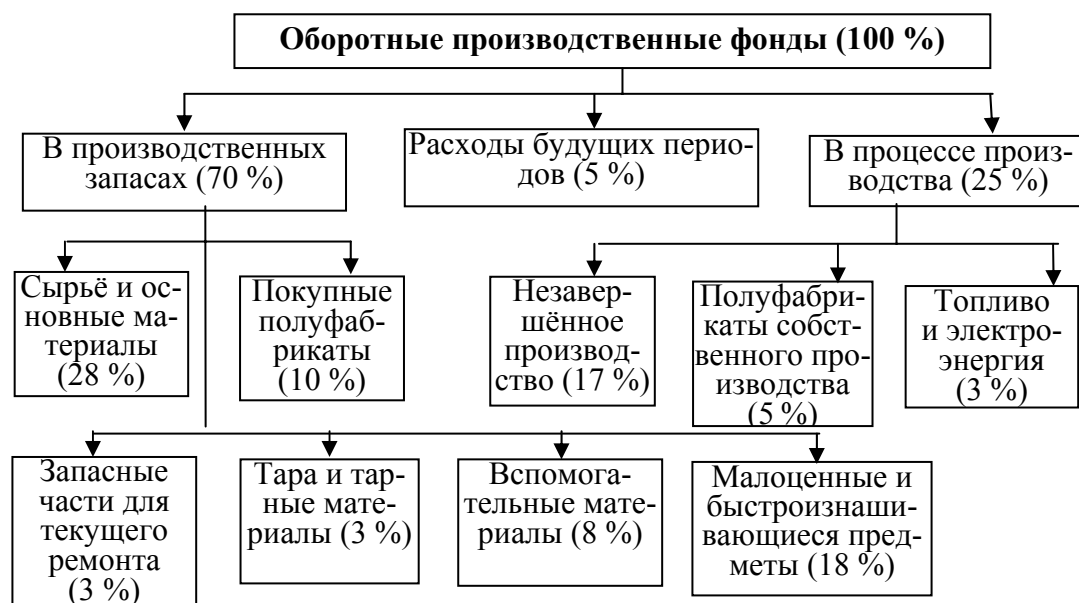 Оборотные производственные фонды (100 %)
В производственных
запасах (70 %)
Расходы будущих перио-
дов (5 %)
В процессе произ-
водства (25 %)
Сырьё и ос-
новные ма-
териалы
(28 %)
Покупные
полуфаб-
рикаты
(10 %)
Незавер-
шённое
производ-
ство (17 %)
Полуфабри-
каты собст-
венного про-
изводства
(5 %)
Топливо
и электро-
энергия
(3 %)
Запасные
части для
текущего
ремонта
(3 %)
Тара и тар-
ные мате-
риалы (3 %)
Вспомога-
тельные мате-
риалы (8 %)
Малоценные и
быстроизнаши-
вающиеся пред-
меты (18 %)